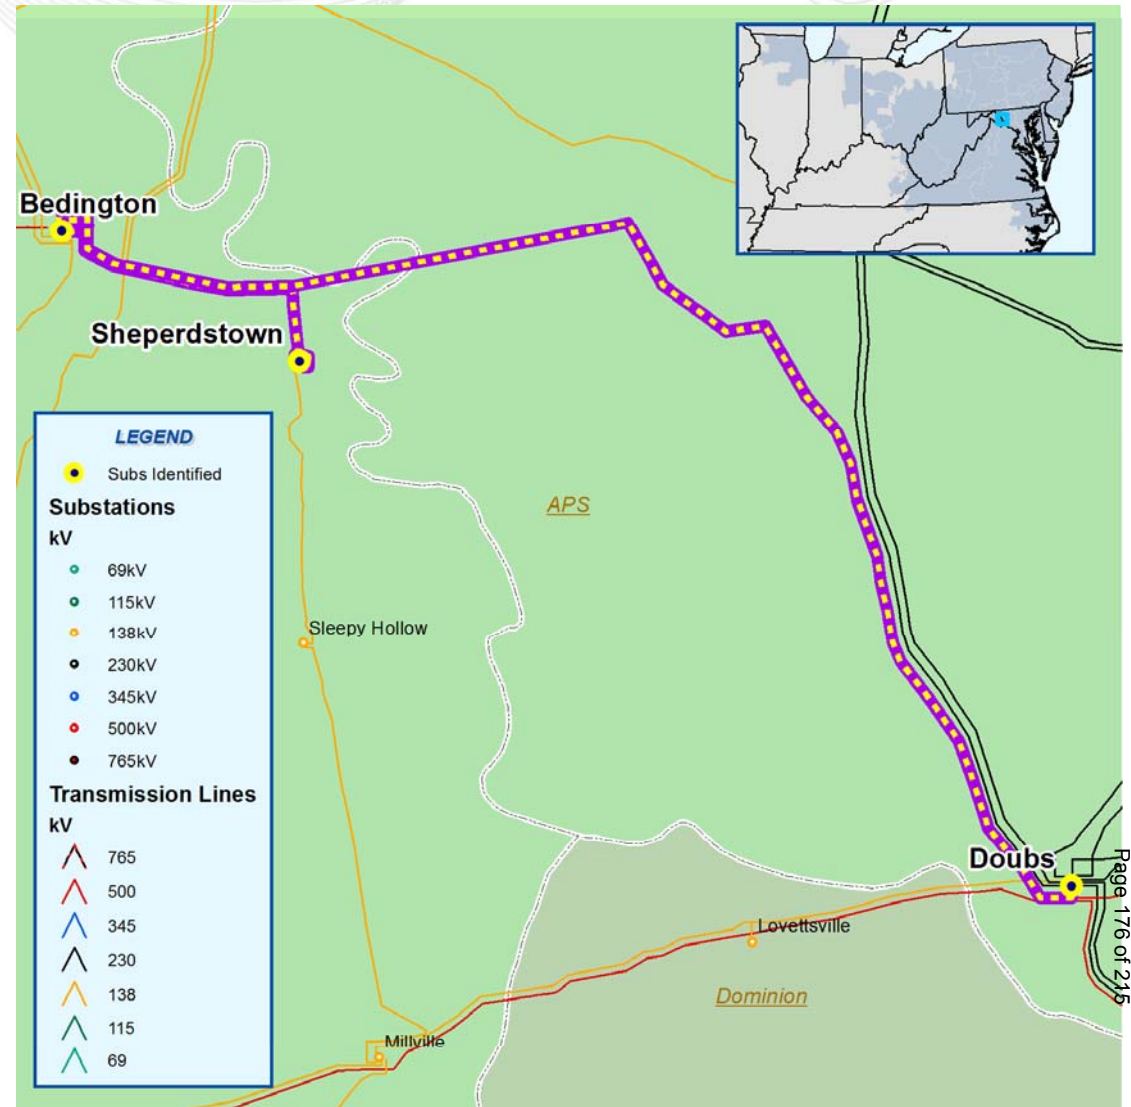 Bedington
Sheperdstown
LEGEND
Subs Identified
Substations
kV
69kV
115kV
138kV
230kV
345kV
500kV
765kV
Transmission Lines
kV
765
500
345
230
138
115
69
APS
Sleepy Hollow
Doubs
Lovettsville
Dominion
Millville
Page 176 of 215